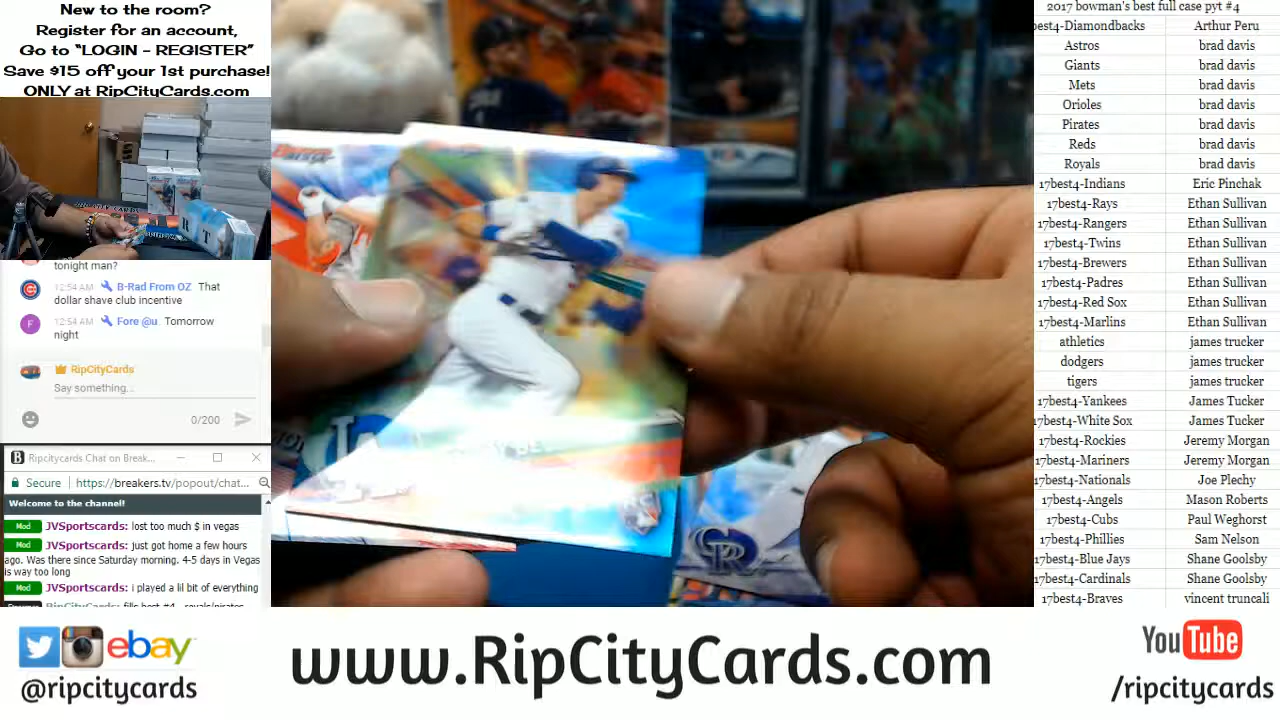 New to the room?
Register for an account,
Go to "LOGIN - REGISTER"
Save $15 off your 1st purchase!
ONLY at RipCityCards.com
tonight man?
12:54 AM B-Rad From OZ That
dollar shave club incentive
12:54 AM Fore @u Tomorrow
night
RipCityCards
Say something...
0/200
Ripcitycards Chat on Break...
Secure https://breakers.tv/popout/chat...
Welcome to the channel!
Mod JVSportscards: lost too much $ in vegas
Mod JVSportscards: just got home a few hours
ago. Was there since Saturday morning. 4-5 days in Vegas
is way too long
Mod JVSportscards: i played a lil bit of everything
RipCityCards: fills best #4 - royals/pirates
2017 bowman's best full case pyt #4
best4-Diamondbacks Arthur Peru
Astros brad davis
Giants brad davis
Mets brad davis
Orioles brad davis
Pirates brad davis
Reds brad davis
Royals brad davis
17best4-Indians Eric Pinchak
17best4-Rays Ethan Sullivan
17best4-Rangers Ethan Sullivan
17best4-Twins Ethan Sullivan
17best4-Brewers Ethan Sullivan
17best4-Padres Ethan Sullivan
17best4-Red Sox Ethan Sullivan
17best4-Marlins Ethan Sullivan
athletics james trucker
dodgers james trucker
tigers james trucker
17best4-Yankees James Tucker
17best4-White Sox James Tucker
17best4-Rockies Jeremy Morgan
17best4-Mariners Jeremy Morgan
17best4-Nationals Joe Plechy
17best4-Angels Mason Roberts
17best4-Cubs Paul Weghorst
17best4-Phillies Sam Nelson
17best4-Blue Jays Shane Goolsby
17best4-Cardinals Shane Goolsby
17best4-Braves vincent truncali
CR
ebay
@ripcitycards
www.RipCityCards.com
YouTube
/ripcitycards